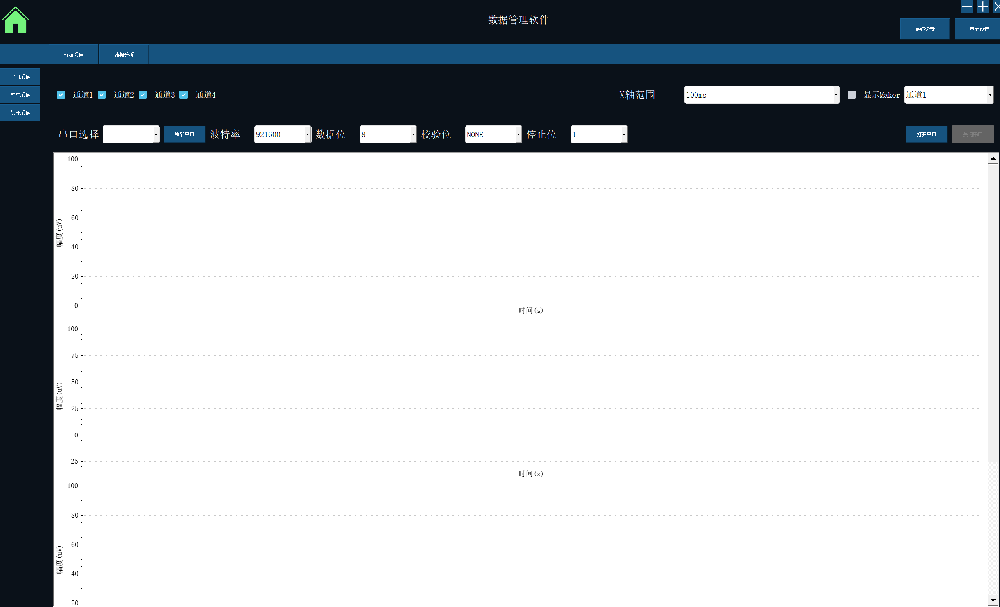 数据管理软件
系统设置 界面设置
数据采集 数据分析
串口采集
WIFI采集
蓝牙采集
通道1 通道2 通道3 通道4 X轴范围 100ms 显示Maker 通道1
串口选择 刷新串口 波特率 921600 数据位 8 校验位 NONE 停止位 1 打开串口 关闭串口
100
80
60
40
20
0
幅度(uV)
时间(s)
100
75
50
25
0
-25
幅度(uV)
时间(s)
100
80
60
40
20
幅度(uV)